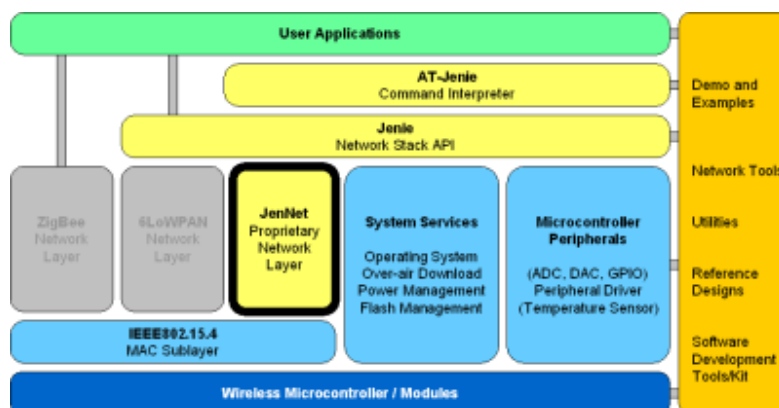 User Applications
AT-Jenie
Command Interpreter
Jenie
Network Stack API
ZigBee
Network
Layer
6LoWPAN
Network
Layer
JenNet
Proprietary
Network
Layer
System Services
Operating System
Over-air Download
Power Management
Flash Management
Microcontroller
Peripherals
(ADC, DAC, GPIO)
Peripheral Driver
(Temperature Sensor)
IEEE802.15.4
MAC Sublayer
Wireless Microcontroller / Modules
Demo and
Examples
Network Tools
Utilities
Reference
Designs
Software
Development
Tools/Kit